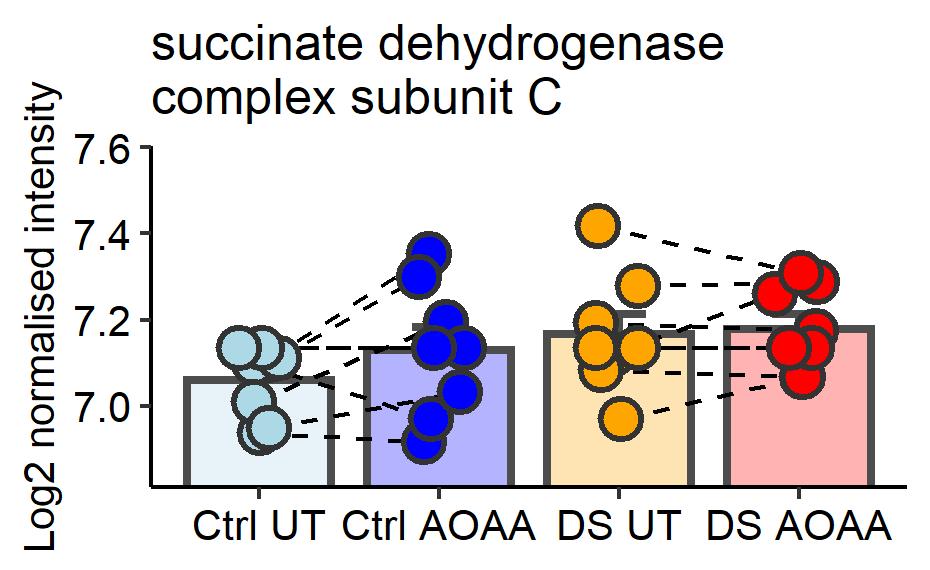 succinate dehydrogenase
complex subunit C
Log2 normalised intensity
7.6
7.4
7.2
7.0
Ctrl UT Ctrl AOAA DS UT DS AOAA